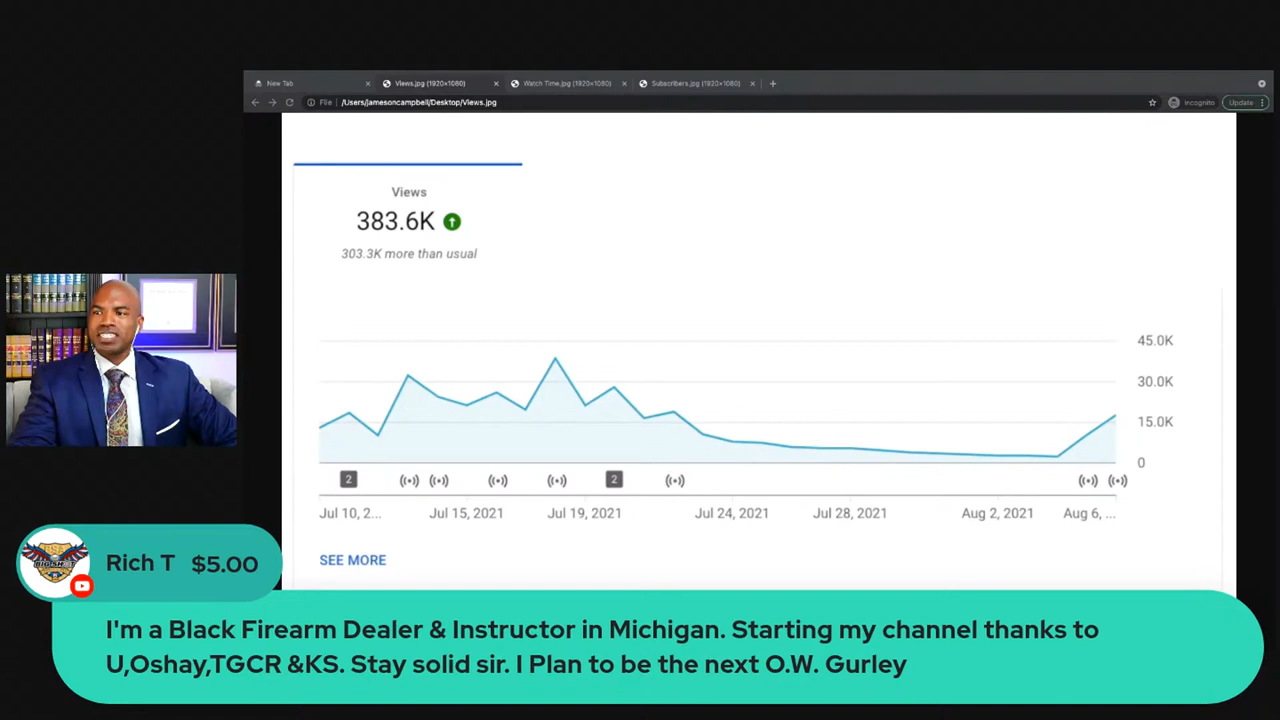 New Tab
Views.jpg (1920×1080)
Watch Time.jpg (1920×1080)
Subscribers.jpg (1920×1080)
File /Users/jamesoncampbell/Desktop/Views.jpg
Incognito
Update
Views
383.6K
303.3K more than usual
45.0K
30.0K
15.0K
0
2
2
Jul 10, 2...
Jul 15, 2021
Jul 19, 2021
Jul 24, 2021
Jul 28, 2021
Aug 2, 2021
Aug 6, ...
SEE MORE
Rich T $5.00
I'm a Black Firearm Dealer & Instructor in Michigan. Starting my channel thanks to
U,Oshay,TGCR &KS. Stay solid sir. I Plan to be the next O.W. Gurley